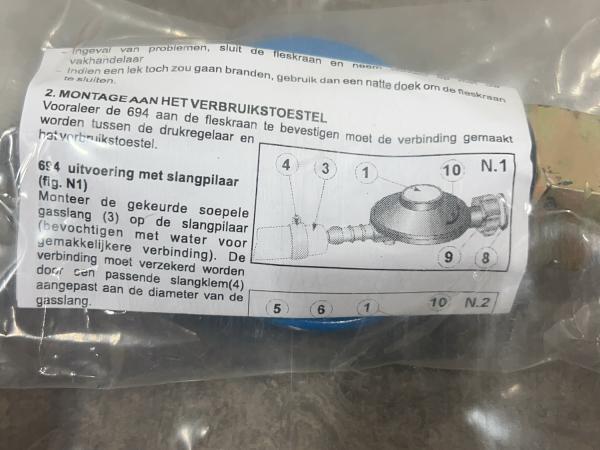 - Ingeval van problemen, sluit de fleskraan en neem
vakhandelaar
- Indien een lek toch zou gaan branden, gebruik dan een natte doek om de fleskraan
te sluiten.
2. MONTAGE AAN HET VERBRUIKSTOESTEL
Vooraleer de 694 aan de fleskraan te bevestigen moet de verbinding gemaakt
worden tussen de drukregelaar en
het verbruikstoestel.
694 uitvoering met slangpilaar
(fig. N1)
Monteer de gekeurde soepele
gasslang (3) op de slangpilaar
(bevochtigen met water voor
gemakkelijkere verbinding). De
verbinding moet verzekerd worden
door een passende slangklem(4)
aangepast aan de diameter van de
gasslang.
4 3 1 10 N.1
9 8
5 6 1 10 N.2